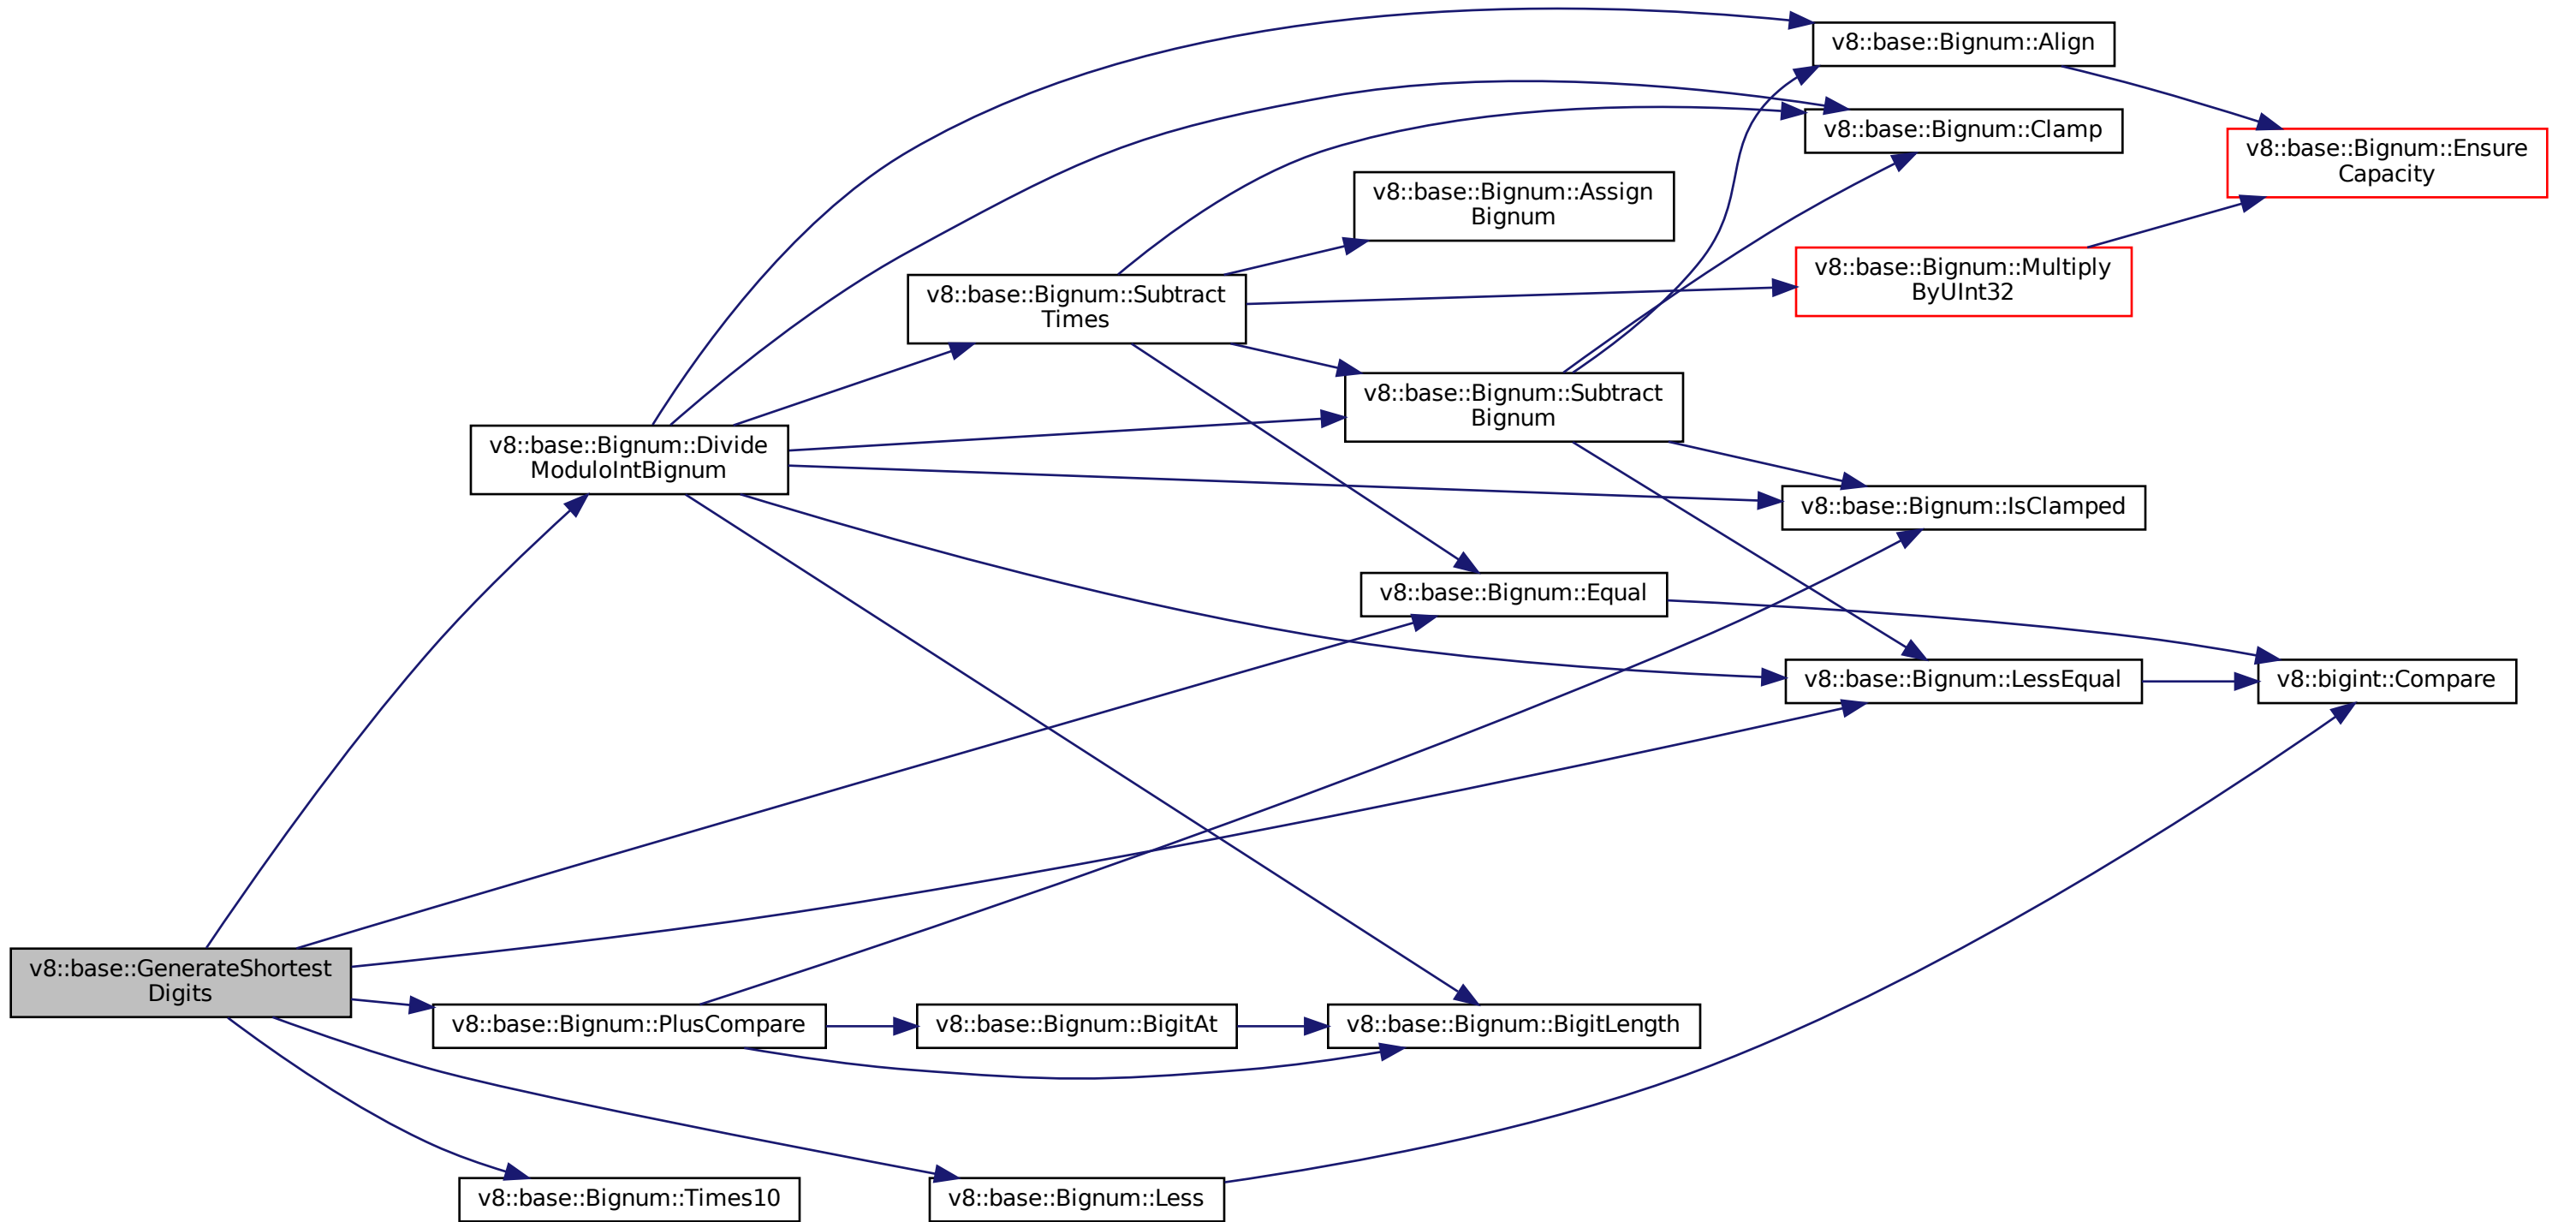 v8::base::Bignum::Align
v8::base::Bignum::Clamp
v8::base::Bignum::Ensure
Capacity
v8::base::Bignum::Assign
Bignum
v8::base::Bignum::Multiply
ByUInt32
v8::base::Bignum::Subtract
Times
v8::base::Bignum::Subtract
Bignum
v8::base::Bignum::Divide
ModuloIntBignum
v8::base::Bignum::IsClamped
v8::base::Bignum::Equal
v8::base::Bignum::LessEqual
v8::bigint::Compare
v8::base::GenerateShortest
Digits
v8::base::Bignum::PlusCompare
v8::base::Bignum::BigitAt
v8::base::Bignum::BigitLength
v8::base::Bignum::Times10
v8::base::Bignum::Less